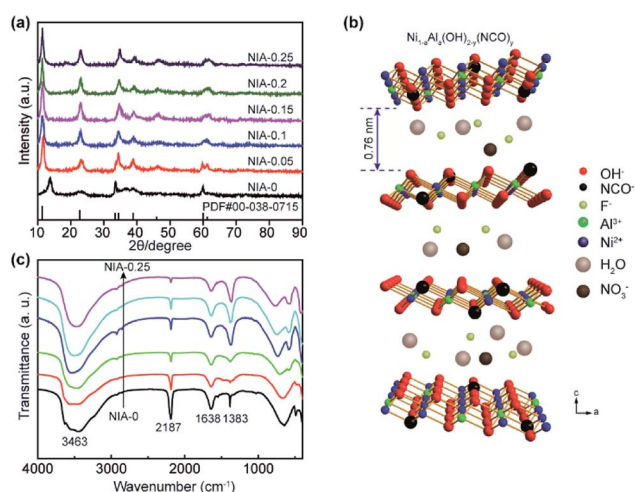 (a)
Intensity (a.u.)
NIA-0.25
NIA-0.2
NIA-0.15
NIA-0.1
NIA-0.05
NIA-0
PDF#00-038-0715
10 20 30 40 50 60 70 80 90
2θ/degree
(c)
Transmittance (a. u.)
NIA-0.25
NIA-0
3463
2187
1638
1383
4000 3000 2000 1000
Wavenumber (cm⁻¹)
(b)
Ni₁₋ₐAlₐ(OH)₂₋ᵧ(NCO)ᵧ
0.76 nm
OH⁻
NCO⁻
F⁻
Al³⁺
Ni²⁺
H₂O
NO₃⁻
c
a